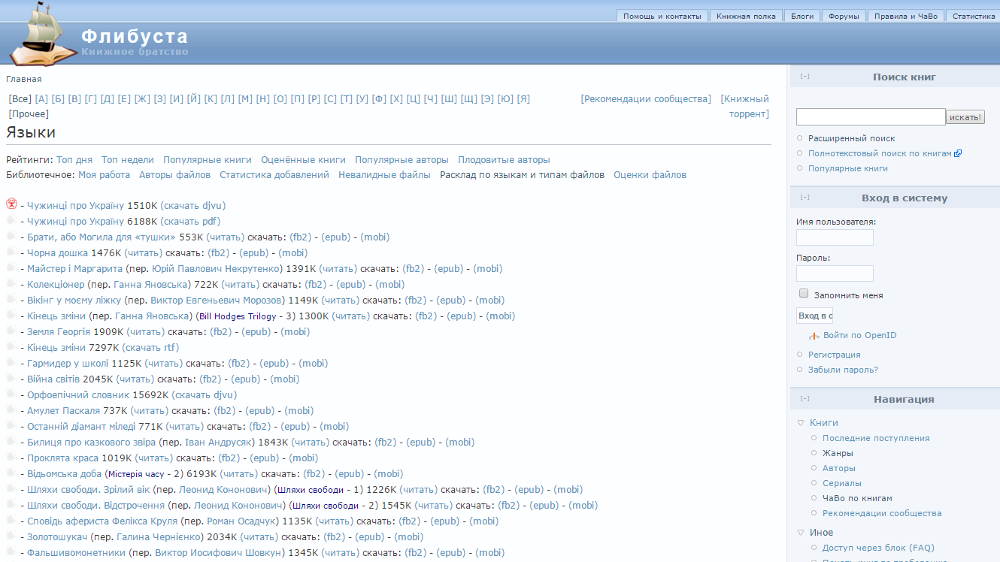 Помощь и контакты Книжная полка Блоги Форумы Правила и ЧаВо Статистика
Флибуста
Книжное братство
Главная
[Все] [А] [Б] [В] [Г] [Д] [Е] [Ж] [З] [И] [Й] [К] [Л] [М] [Н] [О] [П] [Р] [С] [Т] [У] [Ф] [Х] [Ц] [Ч] [Ш] [Щ] [Э] [Ю] [Я]
[Прочее]
[Рекомендации сообщества] [Книжный
торрент]
Языки
Рейтинги: Топ дня Топ недели Популярные книги Оценённые книги Популярные авторы Плодовитые авторы
Библиотечное: Моя работа Авторы файлов Статистика добавлений Невалидные файлы Расклад по языкам и типам файлов Оценки файлов
- Чужинці про Україну 1510K (скачать djvu)
- Чужинці про Україну 6188K (скачать pdf)
- Брати, або Могила для «тушки» 553K (читать) скачать: (fb2) - (epub) - (mobi)
- Чорна дошка 1476K (читать) скачать: (fb2) - (epub) - (mobi)
- Майстер і Маргарита (пер. Юрій Павлович Некрутенко) 1391K (читать) скачать: (fb2) - (epub) - (mobi)
- Колекціонер (пер. Ганна Яновська) 722K (читать) скачать: (fb2) - (epub) - (mobi)
- Вікінг у моєму ліжку (пер. Виктор Евгеньевич Морозов) 1149K (читать) скачать: (fb2) - (epub) - (mobi)
- Кінець зміни (пер. Ганна Яновська) (Bill Hodges Trilogy - 3) 1300K (читать) скачать: (fb2) - (epub) - (mobi)
- Земля Георгія 1909K (читать) скачать: (fb2) - (epub) - (mobi)
- Кінець зміни 7297K (скачать rtf)
- Гармидер у школі 1125K (читать) скачать: (fb2) - (epub) - (mobi)
- Війна світів 2045K (читать) скачать: (fb2) - (epub) - (mobi)
- Орфоепічний словник 15692K (скачать djvu)
- Амулет Паскаля 737K (читать) скачать: (fb2) - (epub) - (mobi)
- Останній діамант міледі 771K (читать) скачать: (fb2) - (epub) - (mobi)
- Билиця про казкового звіра (пер. Іван Андрусяк) 1843K (читать) скачать: (fb2) - (epub) - (mobi)
- Проклята краса 1019K (читать) скачать: (fb2) - (epub) - (mobi)
- Відьомська доба (Містерія часу - 2) 6193K (читать) скачать: (fb2) - (epub) - (mobi)
- Шляхи свободи. Зрілий вік (пер. Леонид Кононович) (Шляхи свободи - 1) 1226K (читать) скачать: (fb2) - (epub) - (mobi)
- Шляхи свободи. Відстрочення (пер. Леонид Кононович) (Шляхи свободи - 2) 1545K (читать) скачать: (fb2) - (epub) - (mobi)
- Сповідь афериста Фелікса Круля (пер. Роман Осадчук) 1135K (читать) скачать: (fb2) - (epub) - (mobi)
- Золотошукач (пер. Галина Чернієнко) 2034K (читать) скачать: (fb2) - (epub) - (mobi)
- Фальшивомонетники (пер. Виктор Иосифович Шовкун) 1345K (читать) скачать: (fb2) - (epub) - (mobi)
[-] Поиск книг
искать!
Расширенный поиск
Полнотекстовый поиск по книгам
Популярные книги
[-] Вход в систему
Имя пользователя:
Пароль:
Запомнить меня
Вход в с
Войти по OpenID
Регистрация
Забыли пароль?
[-] Навигация
Книги
Последние поступления
Жанры
Авторы
Сериалы
ЧаВо по книгам
Рекомендации сообщества
Иное
Доступ через блок (FAQ)